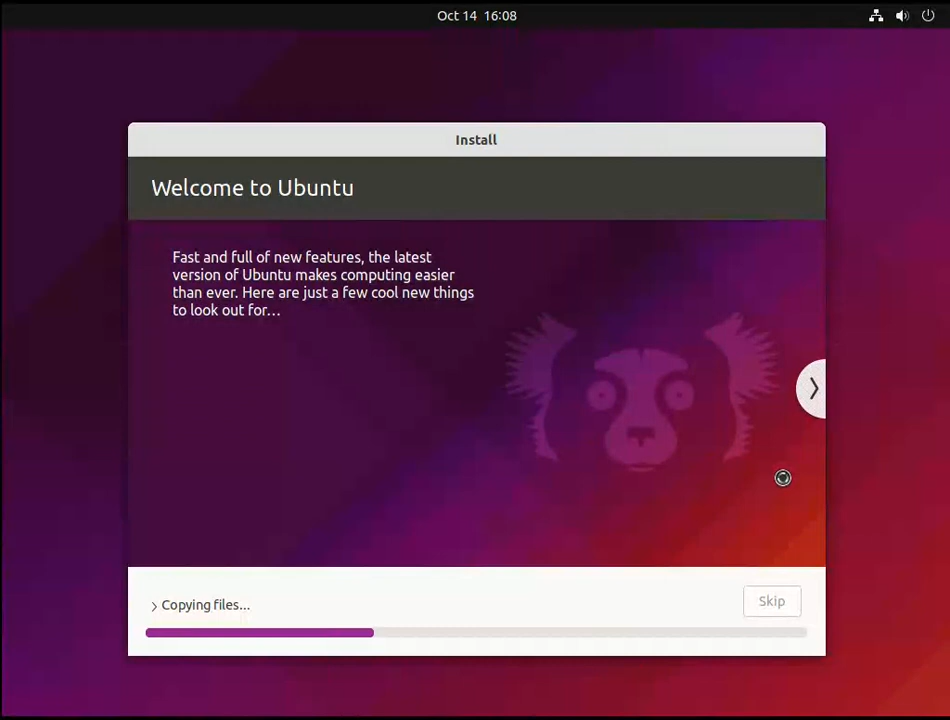 Oct 14 16:08
Install
Welcome to Ubuntu
Fast and full of new features, the latest
version of Ubuntu makes computing easier
than ever. Here are just a few cool new things
to look out for…
Copying files...
Skip